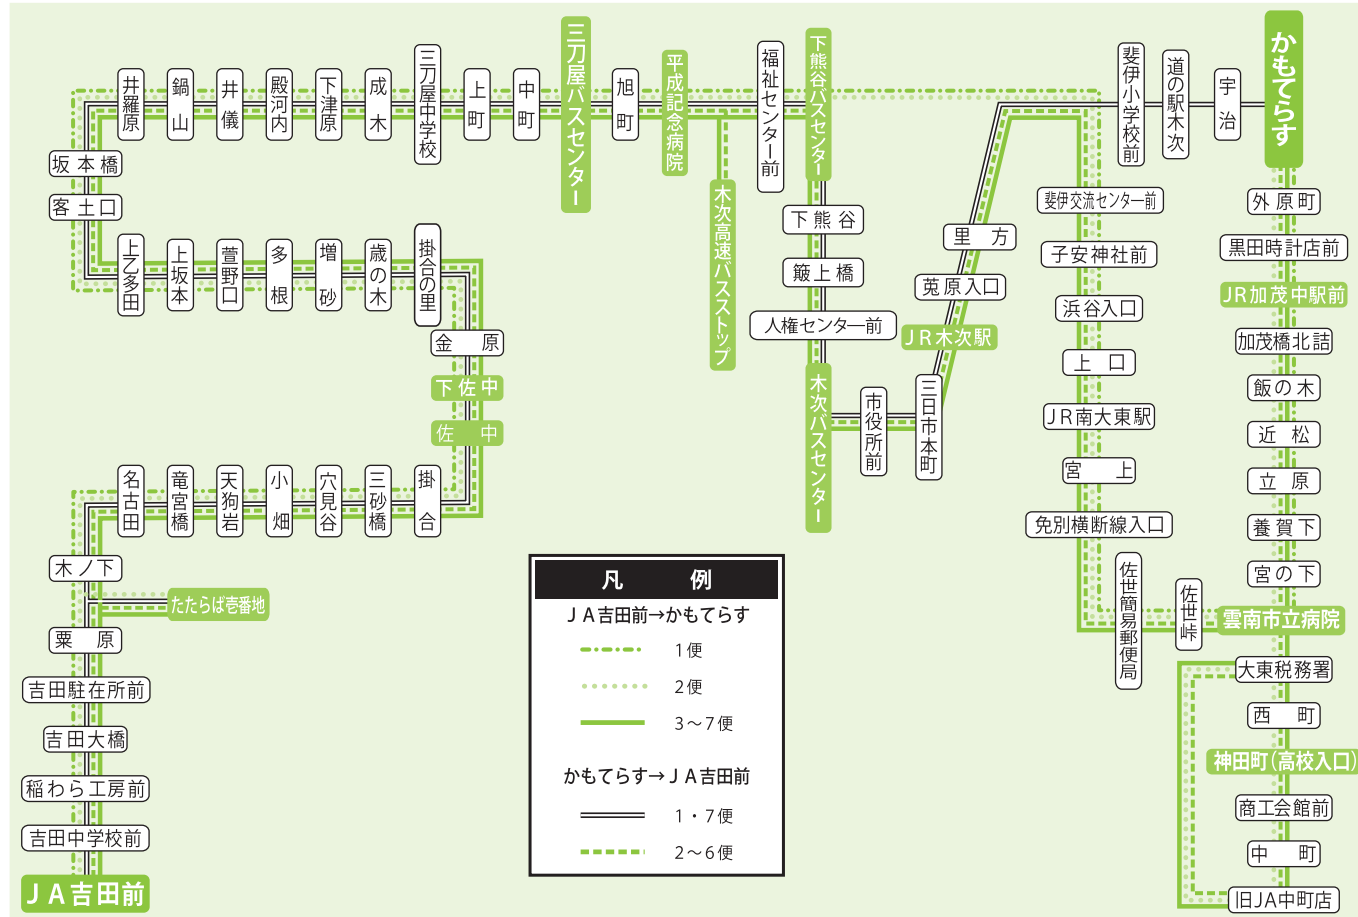 かもてらす
宇治
道の駅木次
斐伊小学校前
下熊谷バスセンター
福祉センター前
平成記念病院
旭町
三刀屋バスセンター
中町
上町
三刀屋中学校
成木
下津原
殿河内
井儀
鍋山
井羅原
坂本橋
客土口
上乙多田
上坂本
萱野口
多根
増砂
歳の木
掛合の里
金原
下佐中
佐中
掛合
三砂橋
穴見谷
小畑
天狗岩
竜宮橋
名古田
木ノ下
たたらば壱番地
粟原
吉田駐在所前
吉田大橋
稲わら工房前
吉田中学校前
JA吉田前
木次高速バスストップ
下熊谷
簸上橋
人権センター前
木次バスセンター
市役所前
三日市本町
JR木次駅
莵原入口
里方
斐伊交流センター前
子安神社前
浜谷入口
上口
JR南大東駅
宮上
免別横断線入口
佐世簡易郵便局
佐世峠
外原町
黒田時計店前
JR加茂中駅前
加茂橋北詰
飯の木
近松
立原
養賀下
宮の下
雲南市立病院
大東税務署
西町
神田町(高校入口)
商工会館前
中町
旧JA中町店
凡例
JA吉田前→かもてらす
1便
2便
3～7便
かもてらす→JA吉田前
1・7便
2～6便